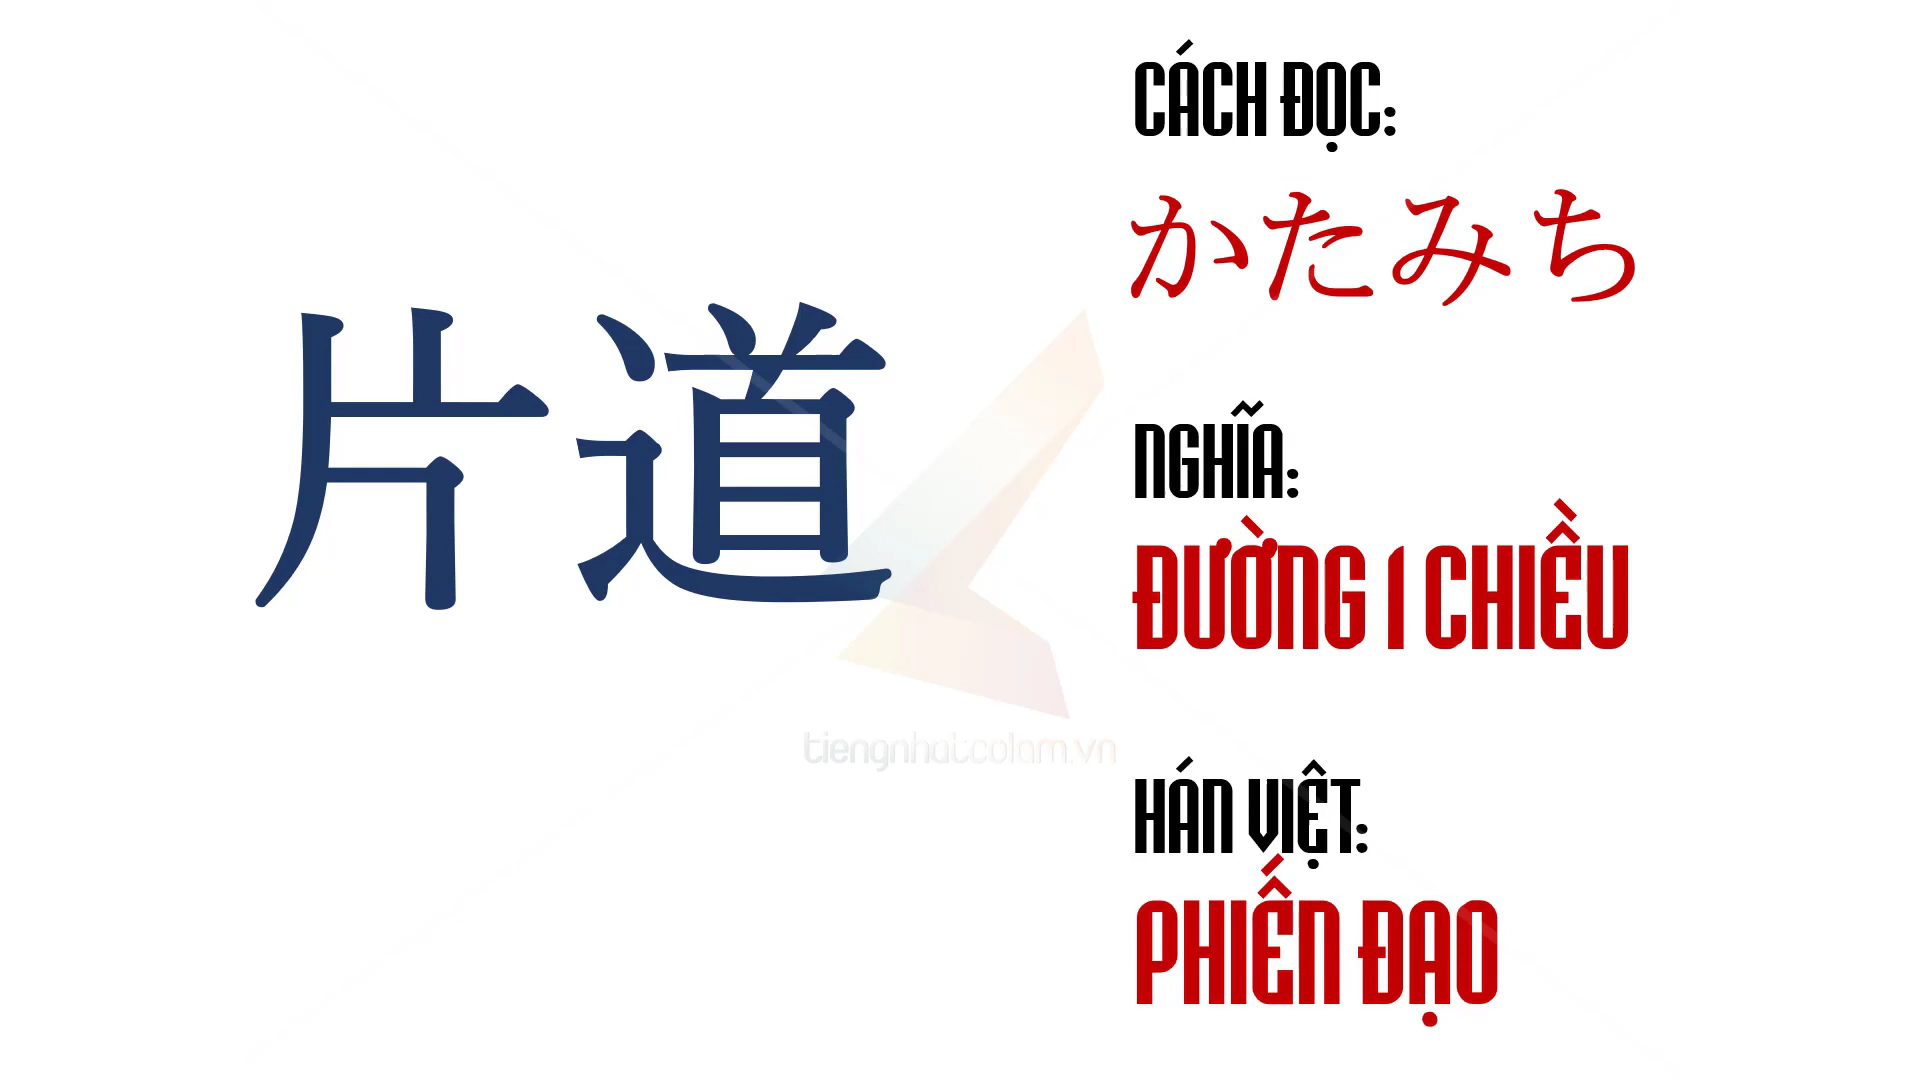 片道
CÁCH ĐỌC:
かたみち
NGHĨA:
ĐƯỜNG 1 CHIỀU
HÁN VIỆT:
PHIẾN ĐẠO
tiengnhatcolam.vn